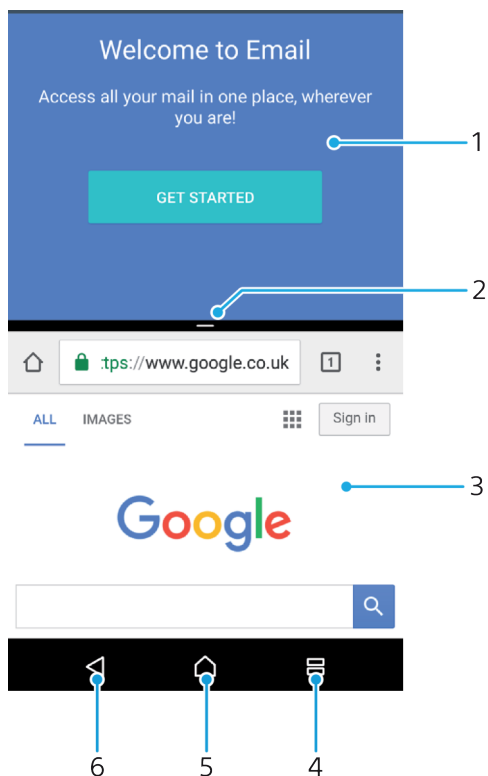 Welcome to Email
Access all your mail in one place, wherever
you are!
1
GET STARTED
2
:tps://www.google.co.uk
1
ALL IMAGES Sign in
3
Google
6 5 4